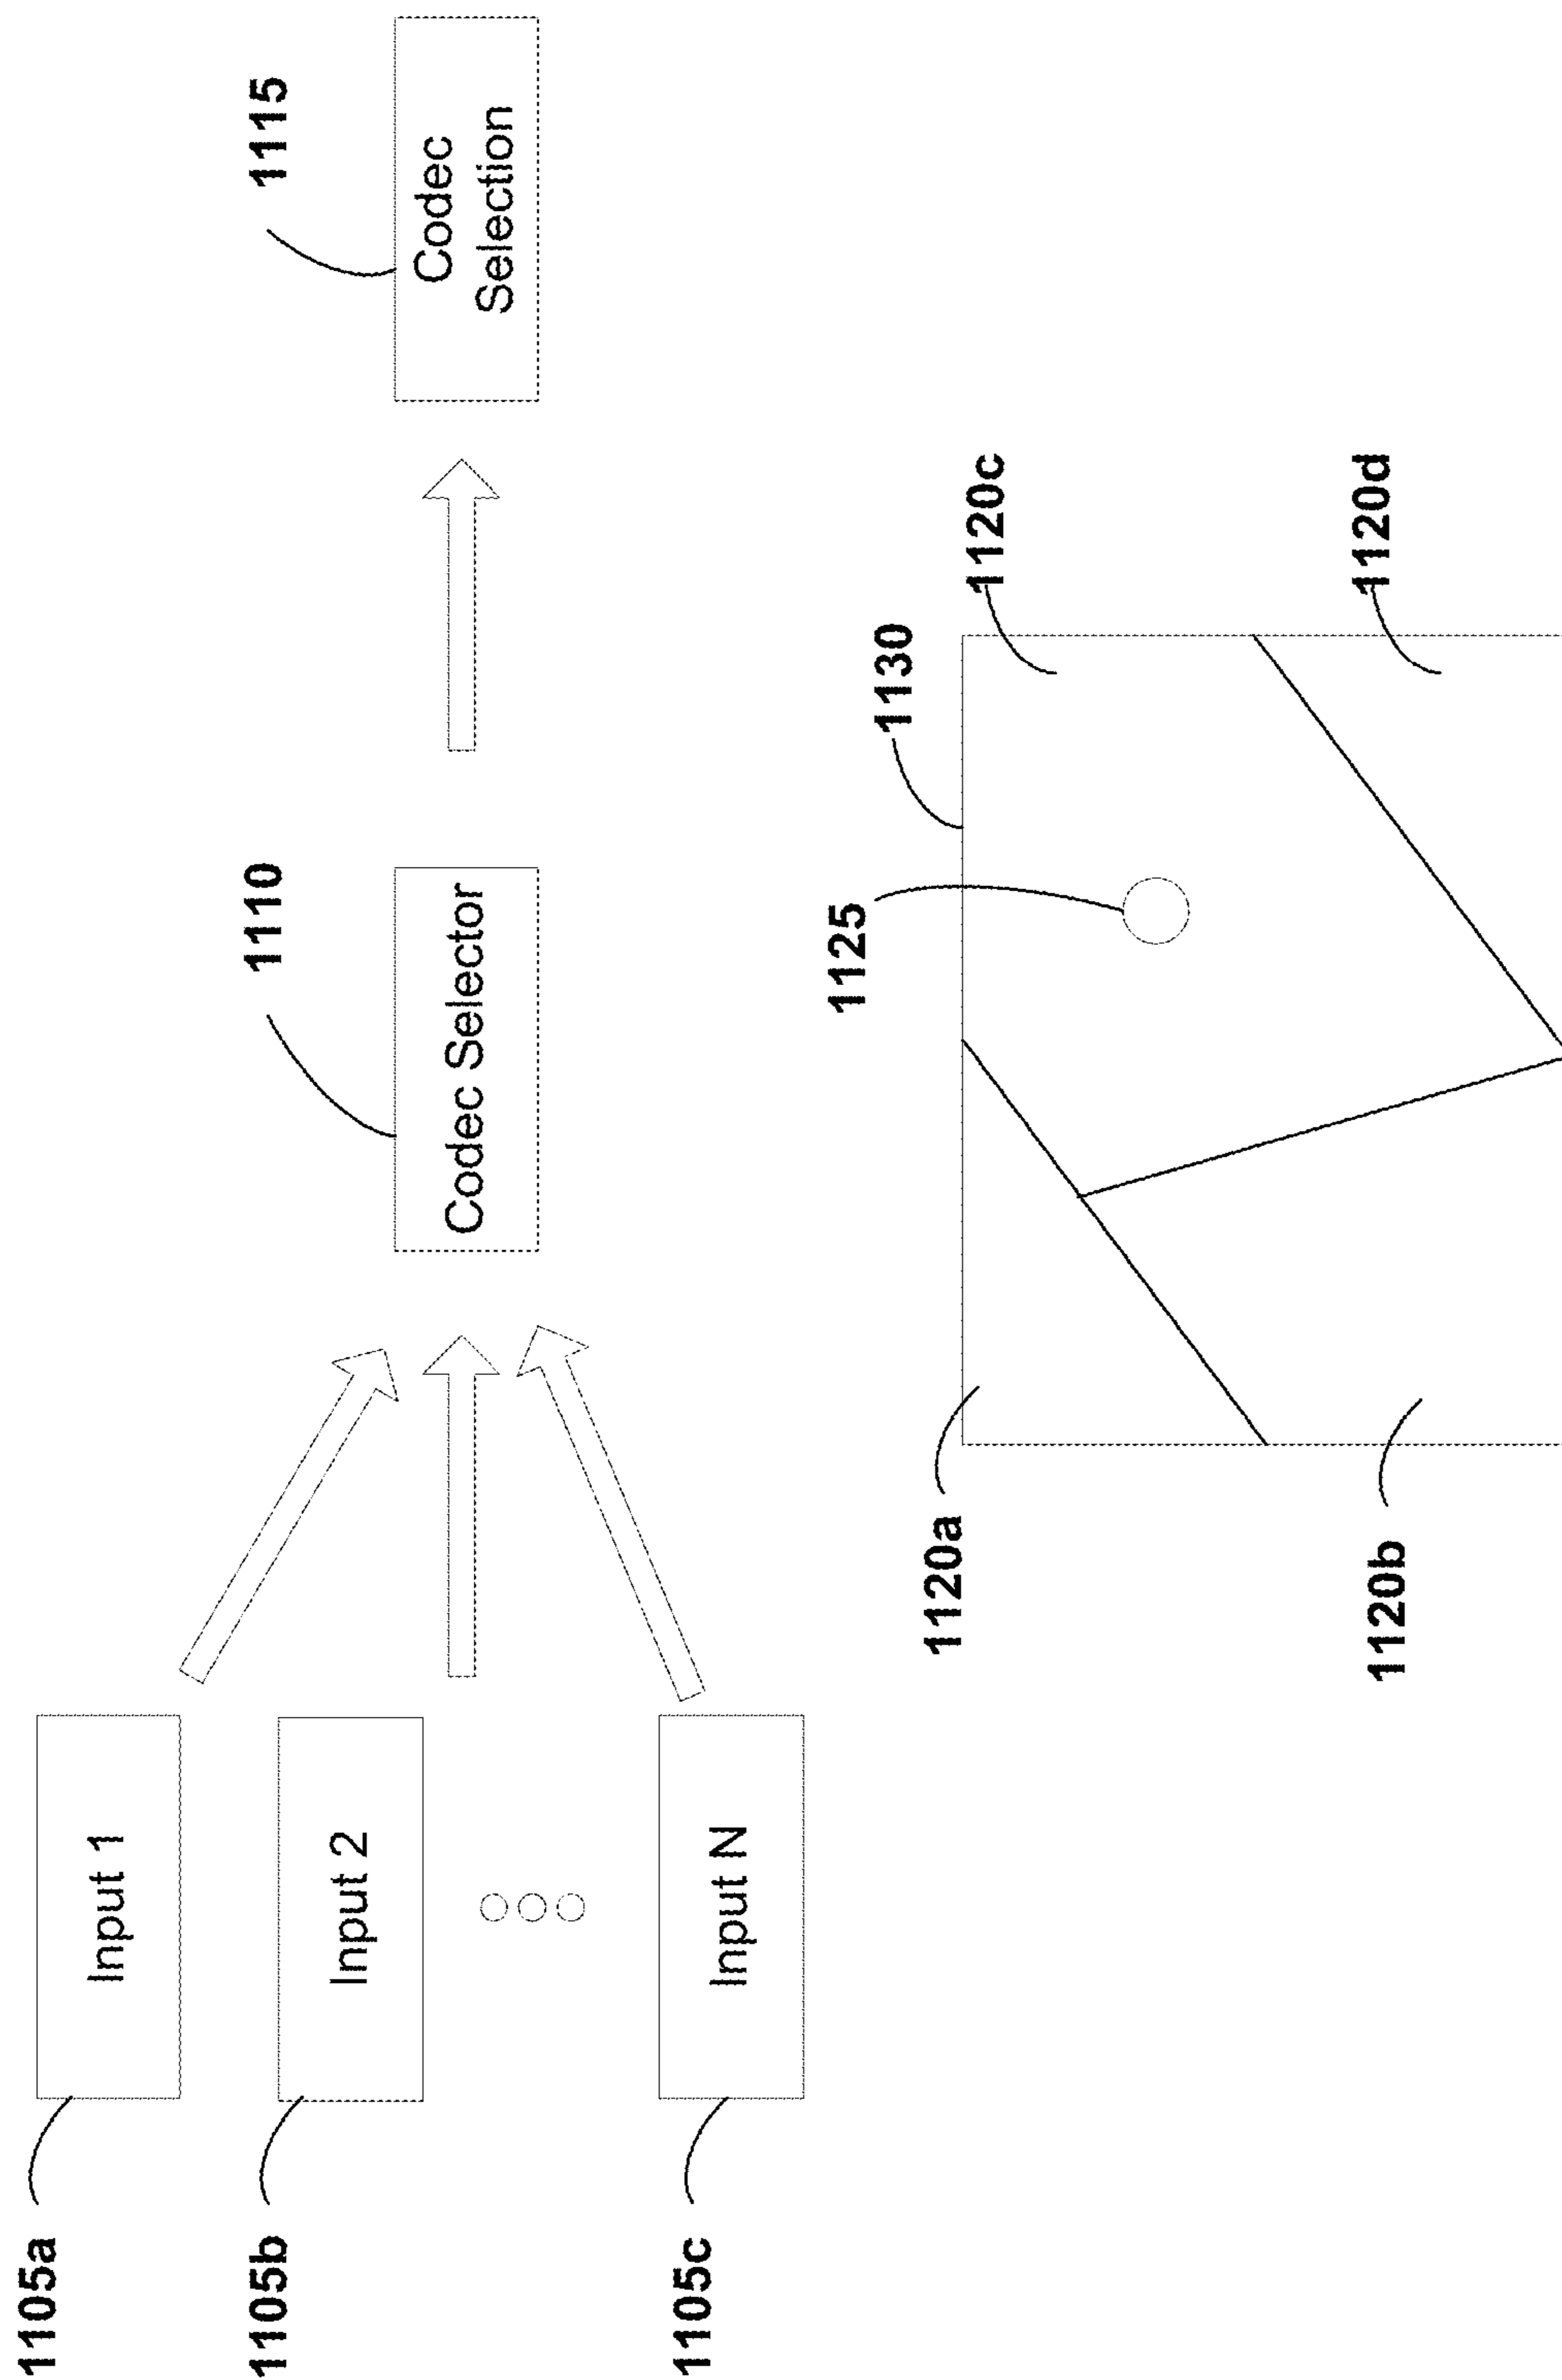 1105a
Input 1
1105b
Input 2
1105c
Input N
1110
Codec Selector
1115
Codec
Selection
1130
1125
1120a
1120b
1120c
1120d